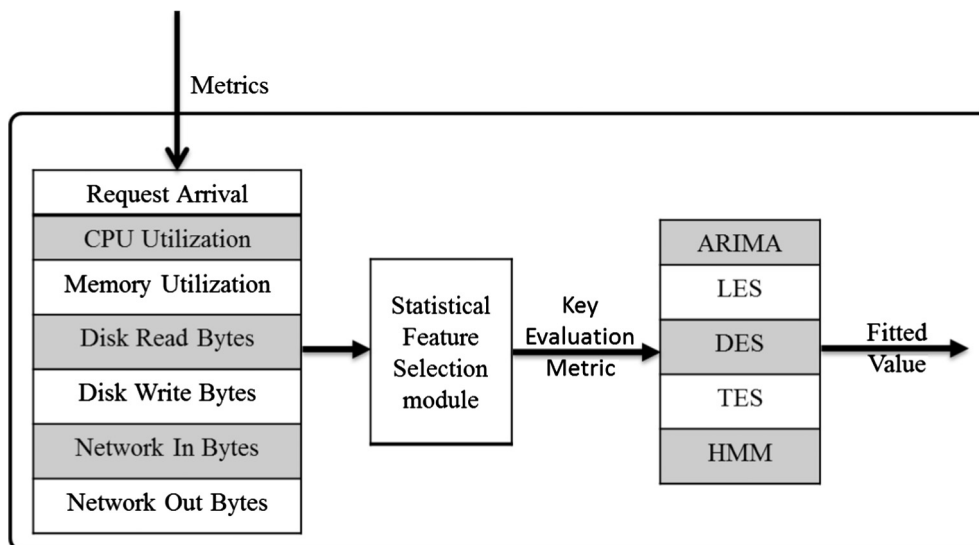 Metrics
Request Arrival
CPU Utilization
Memory Utilization
Disk Read Bytes
Disk Write Bytes
Network In Bytes
Network Out Bytes
Statistical
Feature
Selection
module
Key
Evaluation
Metric
ARIMA
LES
DES
TES
HMM
Fitted
Value